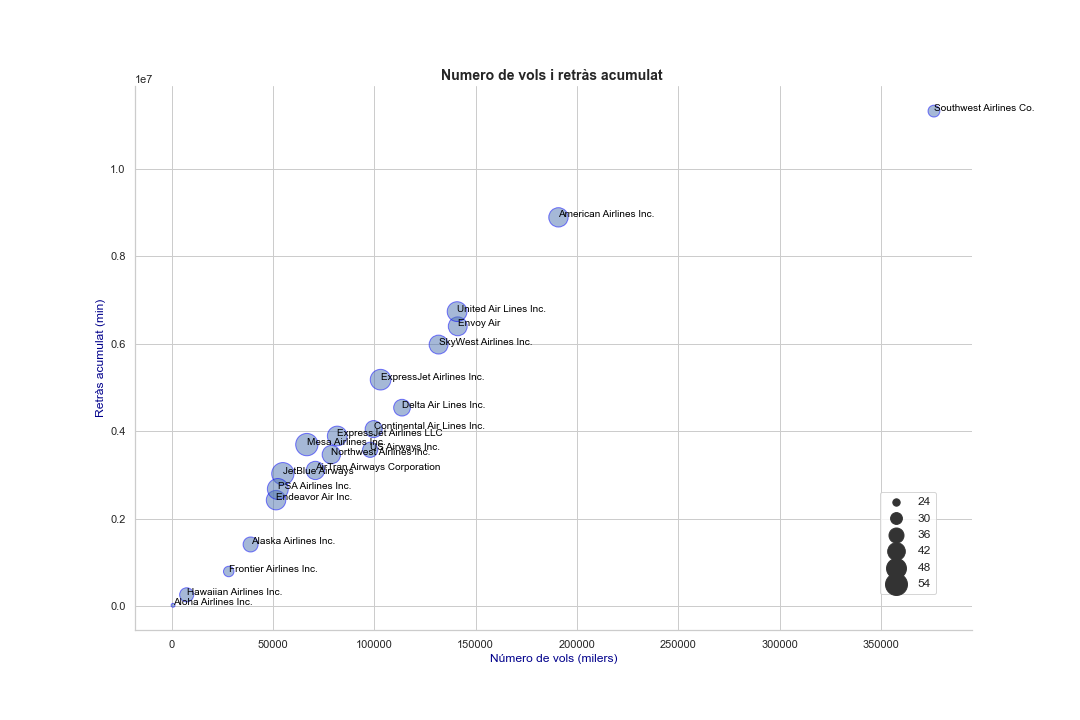 Numero de vols i retràs acumulat
1e7
Southwest Airlines Co.
1.0
American Airlines Inc.
0.8
United Air Lines Inc.
Envoy Air
SkyWest Airlines Inc.
0.6
ExpressJet Airlines Inc.
Delta Air Lines Inc.
Continental Air Lines Inc.
ExpressJet Airlines LLC
0.4
Mesa Airlines Inc.
US Airways Inc.
Northwest Airlines Inc.
AirTran Airways Corporation
JetBlue Airways
PSA Airlines Inc.
Endeavor Air Inc.
0.2
Alaska Airlines Inc.
Frontier Airlines Inc.
Hawaiian Airlines Inc.
Aloha Airlines Inc.
0.0
Retràs acumulat (min)
24
30
36
42
48
54
0 50000 100000 150000 200000 250000 300000 350000
Número de vols (milers)